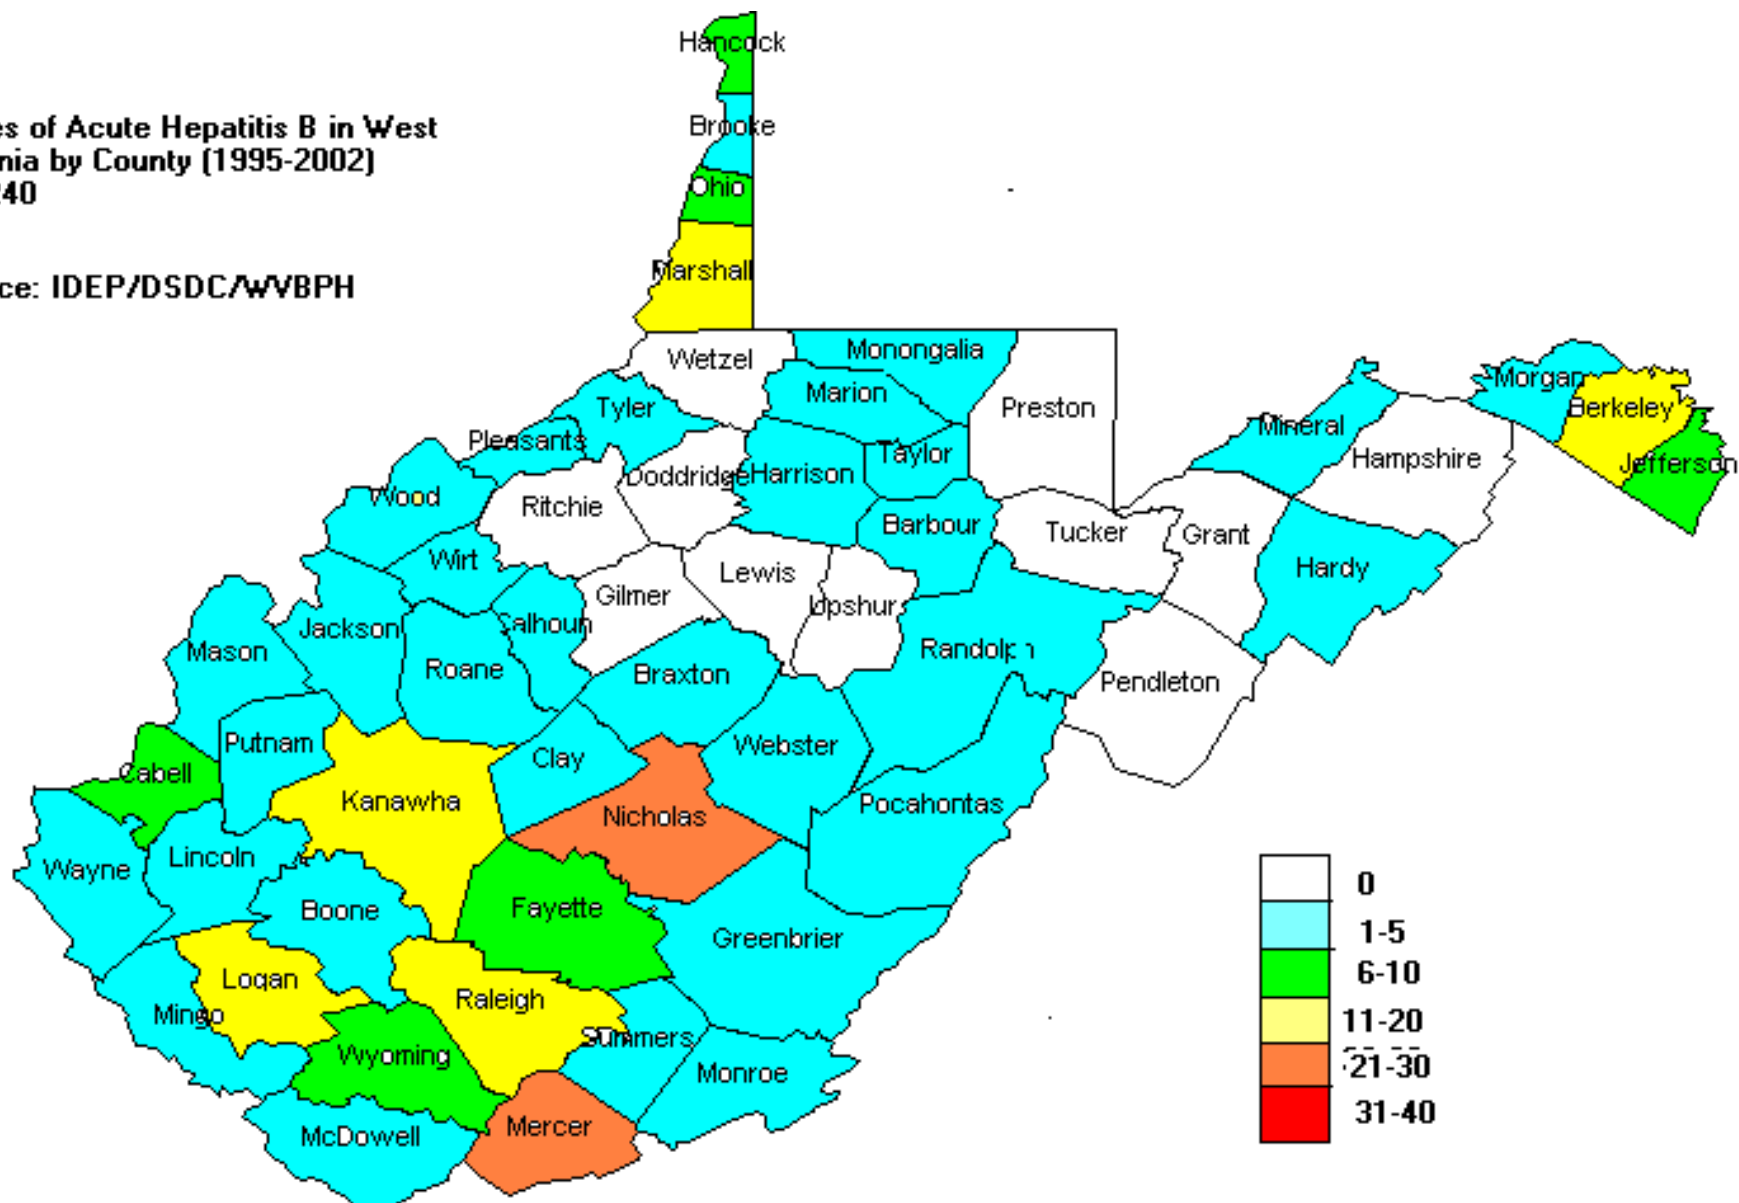 Hancock
es of Acute Hepatitis B in West
Brooke
nia by County (1995-2002)
240
Ohio
Marshall
ce: IDEP/DSDC/WVBPH
Wetzel
Monongalia
Marion
Preston
Morgan
Berkeley
Tyler
Mineral
Pleasants
Taylor
Hampshire
Jefferson
Doddridge
Harrison
Wood
Ritchie
Barbour
Tucker
Grant
Wirt
Lewis
Hardy
Gilmer
Upshur
Calhoun
Jackson
Mason
Roane
Braxton
Randolph
Pendleton
Putnam
Clay
Webster
Cabell
Kanawha
Nicholas
Pocahontas
Wayne
Lincoln
0
Boone
Fayette
Greenbrier
1-5
6-10
Logan
Raleigh
Mingo
11-20
Summers
Wyoming
21-30
Monroe
31-40
McDowell
Mercer